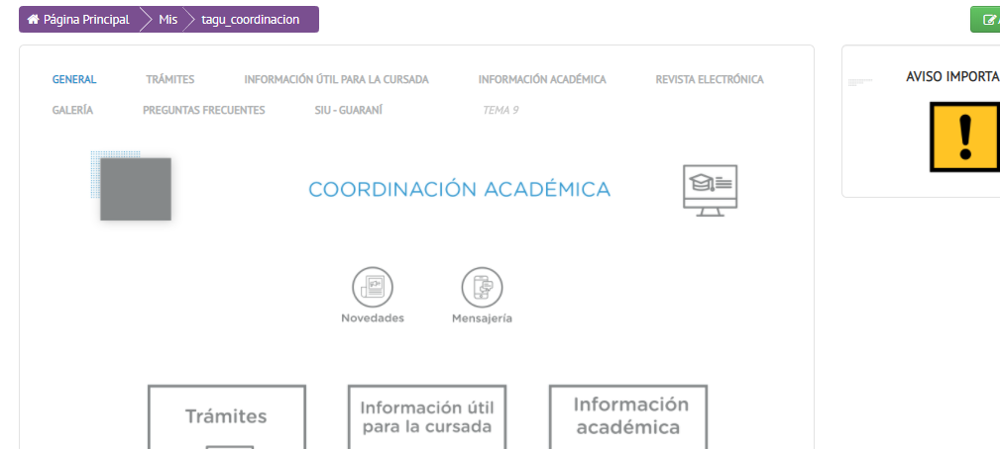 Página Principal Mis tagu_coordinacion
GENERAL TRÁMITES INFORMACIÓN ÚTIL PARA LA CURSADA INFORMACIÓN ACADÉMICA REVISTA ELECTRÓNICA
GALERÍA PREGUNTAS FRECUENTES SIU - GUARANÍ TEMA 9
COORDINACIÓN ACADÉMICA
Novedades Mensajería
Trámites
Información útil
para la cursada
Información
académica
AVISO IMPORTA